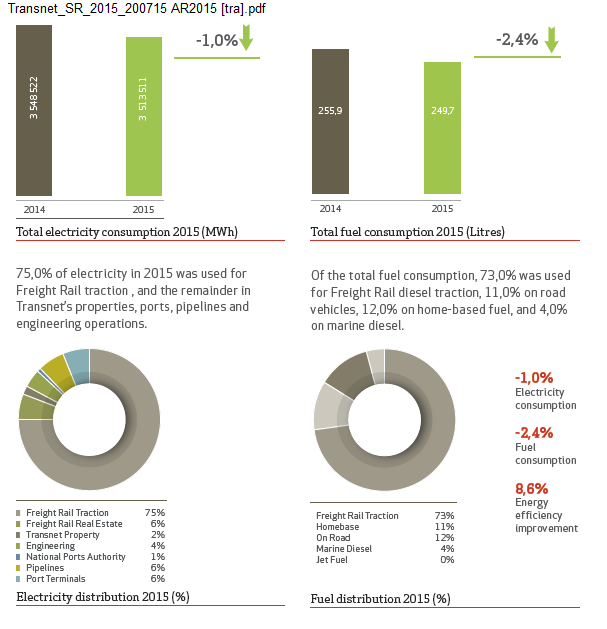 Transnet_SR_2015_200715 AR2015 [tra].pdf
-1,0%
3 548 522
3 513 511
2014
2015
Total electricity consumption 2015 (MWh)
-2,4%
255,9
249,7
2014
2015
Total fuel consumption 2015 (Litres)
75,0% of electricity in 2015 was used for
Freight Rail traction , and the remainder in
Transnet's properties, ports, pipelines and
engineering operations.
Of the total fuel consumption, 73,0% was used
for Freight Rail diesel traction, 11,0% on road
vehicles, 12,0% on home-based fuel, and 4,0%
on marine diesel.
Freight Rail Traction 75%
Freight Rail Real Estate 6%
Transnet Property 2%
Engineering 4%
National Ports Authority 1%
Pipelines 6%
Port Terminals 6%
Electricity distribution 2015 (%)
Freight Rail Traction 73%
Homebase 11%
On Road 12%
Marine Diesel 4%
Jet Fuel 0%
Fuel distribution 2015 (%)
-1,0%
Electricity
consumption
-2,4%
Fuel
consumption
8,6%
Energy
efficiency
improvement